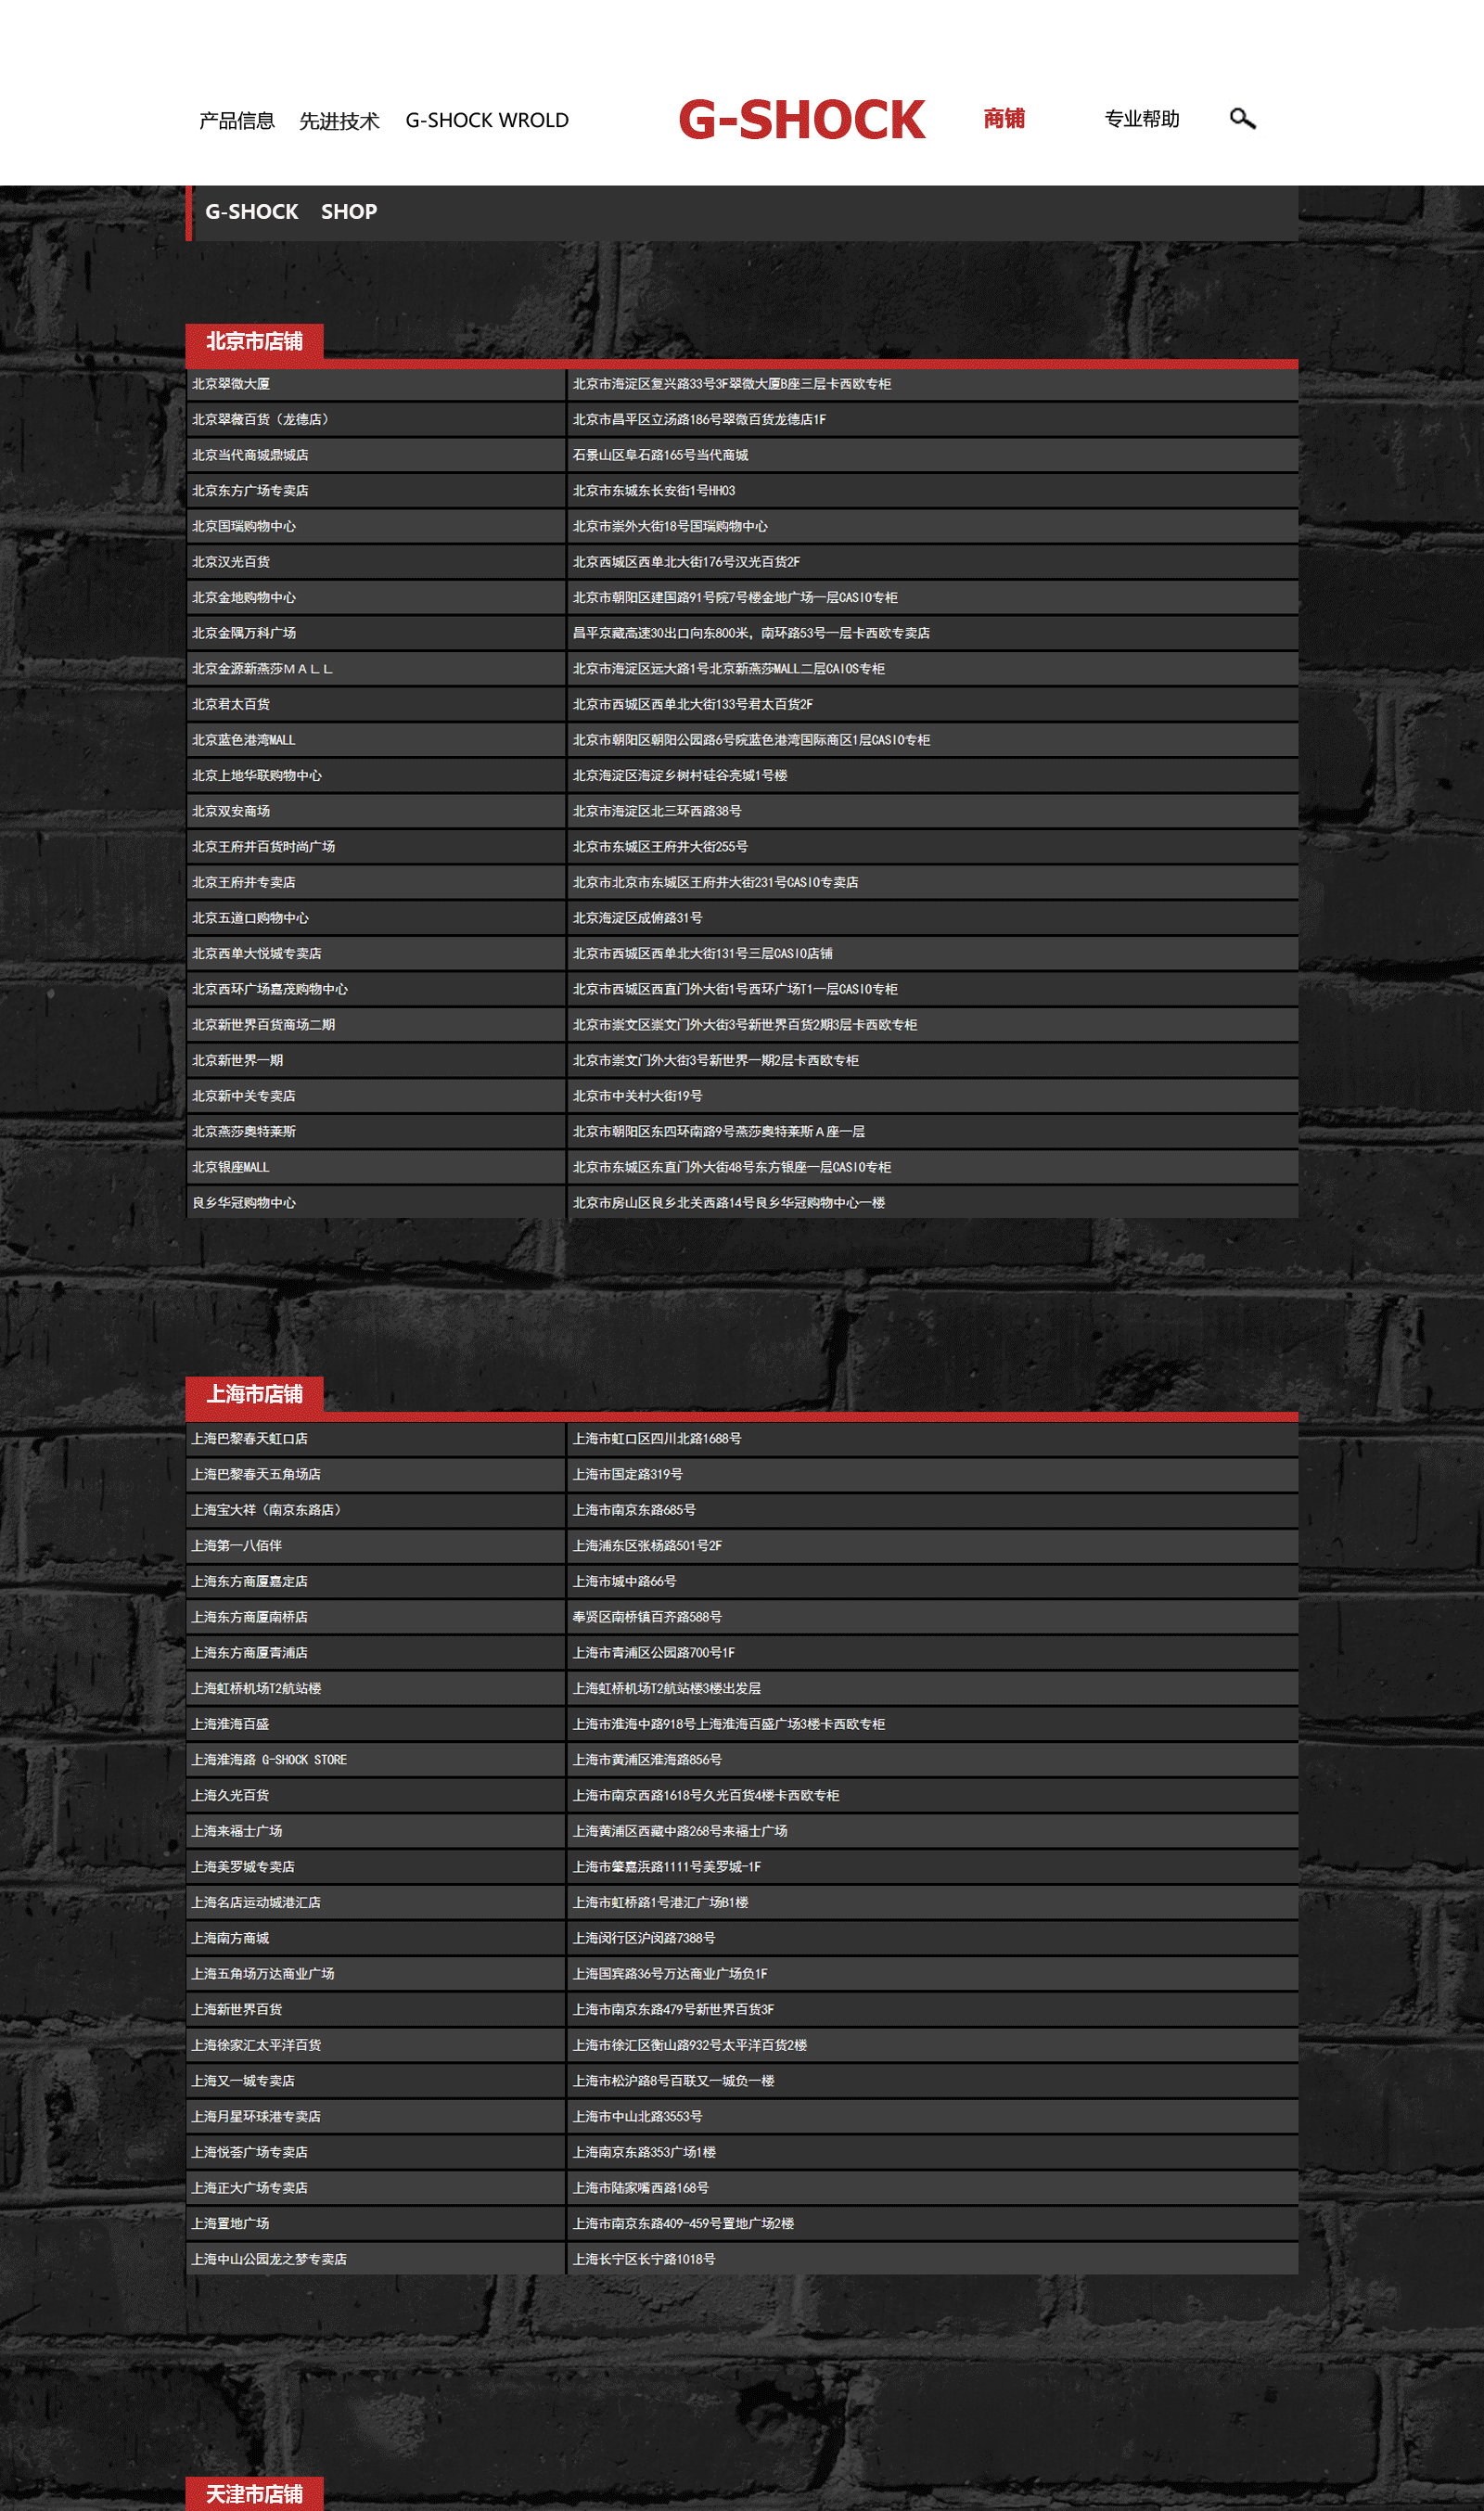 产品信息 先进技术 G-SHOCK WROLD G-SHOCK 商铺 专业帮助
G-SHOCK SHOP
北京市店铺
北京翠微大厦 北京市海淀区复兴路33号3F翠微大厦B座三层卡西欧专柜
北京翠薇百货（龙德店） 北京市昌平区立汤路186号翠微百货龙德店1F
北京当代商城鼎城店 石景山区阜石路165号当代商城
北京东方广场专卖店 北京市东城东长安街1号HH03
北京国瑞购物中心 北京市崇外大街18号国瑞购物中心
北京汉光百货 北京西城区西单北大街176号汉光百货2F
北京金地购物中心 北京市朝阳区建国路91号院7号楼金地广场一层CASIO专柜
北京金隅万科广场 昌平京藏高速30出口向东800米，南环路53号一层卡西欧专卖店
北京金源新燕莎ＭＡＬＬ 北京市海淀区远大路1号北京新燕莎MALL二层CAIOS专柜
北京君太百货 北京市西城区西单北大街133号君太百货2F
北京蓝色港湾MALL 北京市朝阳区朝阳公园路6号院蓝色港湾国际商区1层CASIO专柜
北京上地华联购物中心 北京海淀区海淀乡树村硅谷亮城1号楼
北京双安商场 北京市海淀区北三环西路38号
北京王府井百货时尚广场 北京市东城区王府井大街255号
北京王府井专卖店 北京市北京市东城区王府井大街231号CASIO专卖店
北京五道口购物中心 北京海淀区成俯路31号
北京西单大悦城专卖店 北京市西城区西单北大街131号三层CASIO店铺
北京西环广场嘉茂购物中心 北京市西城区西直门外大街1号西环广场T1一层CASIO专柜
北京新世界百货商场二期 北京市崇文区崇文门外大街3号新世界百货2期3层卡西欧专柜
北京新世界一期 北京市崇文门外大街3号新世界一期2层卡西欧专柜
北京新中关专卖店 北京市中关村大街19号
北京燕莎奥特莱斯 北京市朝阳区东四环南路9号燕莎奥特莱斯Ａ座一层
北京银座MALL 北京市东城区东直门外大街48号东方银座一层CASIO专柜
良乡华冠购物中心 北京市房山区良乡北关西路14号良乡华冠购物中心一楼
上海市店铺
上海巴黎春天虹口店 上海市虹口区四川北路1688号
上海巴黎春天五角场店 上海市国定路319号
上海宝大祥（南京东路店） 上海市南京东路685号
上海第一八佰伴 上海浦东区张杨路501号2F
上海东方商厦嘉定店 上海市城中路66号
上海东方商厦南桥店 奉贤区南桥镇百齐路588号
上海东方商厦青浦店 上海市青浦区公园路700号1F
上海虹桥机场T2航站楼 上海虹桥机场T2航站楼3楼出发层
上海淮海百盛 上海市淮海中路918号上海淮海百盛广场3楼卡西欧专柜
上海淮海路 G-SHOCK STORE 上海市黄浦区淮海路856号
上海久光百货 上海市南京西路1618号久光百货4楼卡西欧专柜
上海来福士广场 上海黄浦区西藏中路268号来福士广场
上海美罗城专卖店 上海市肇嘉浜路1111号美罗城-1F
上海名店运动城港汇店 上海市虹桥路1号港汇广场B1楼
上海南方商城 上海闵行区沪闵路7388号
上海五角场万达商业广场 上海国宾路36号万达商业广场负1F
上海新世界百货 上海市南京东路479号新世界百货3F
上海徐家汇太平洋百货 上海市徐汇区衡山路932号太平洋百货2楼
上海又一城专卖店 上海市松沪路8号百联又一城负一楼
上海月星环球港专卖店 上海市中山北路3553号
上海悦荟广场专卖店 上海南京东路353广场1楼
上海正大广场专卖店 上海市陆家嘴西路168号
上海置地广场 上海市南京东路409-459号置地广场2楼
上海中山公园龙之梦专卖店 上海长宁区长宁路1018号
天津市店铺